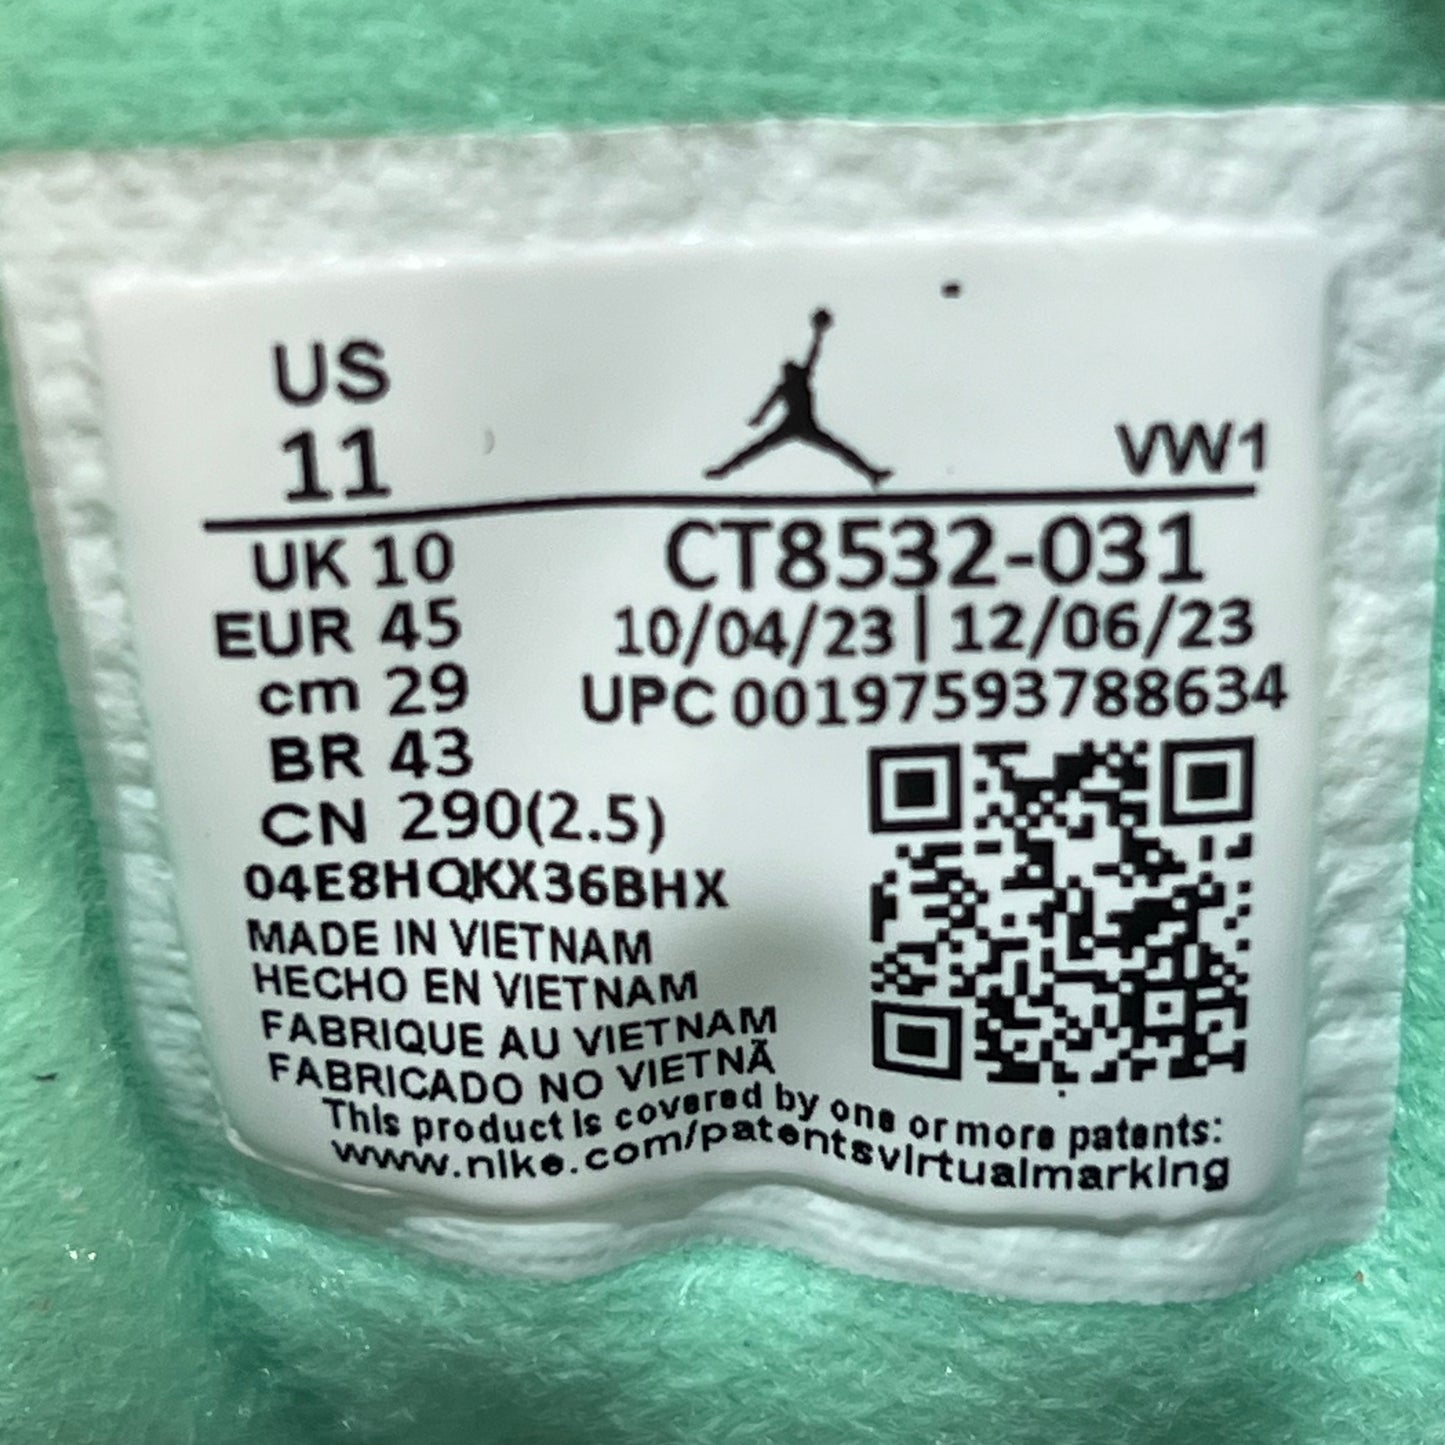 US
11
VW1
UK 10
CT8532-031
EUR 45
10/04/23 | 12/06/23
cm 29
UPC 00197593788634
BR 43
CN 290(2.5)
04E8HQKX36BHX
MADE IN VIETNAM
HECHO EN VIETNAM
FABRIQUE AU VIETNAM
FABRICADO NO VIETNÃ
This product is covered by one or more patents:
www.nike.com/patentsvirtualmarking